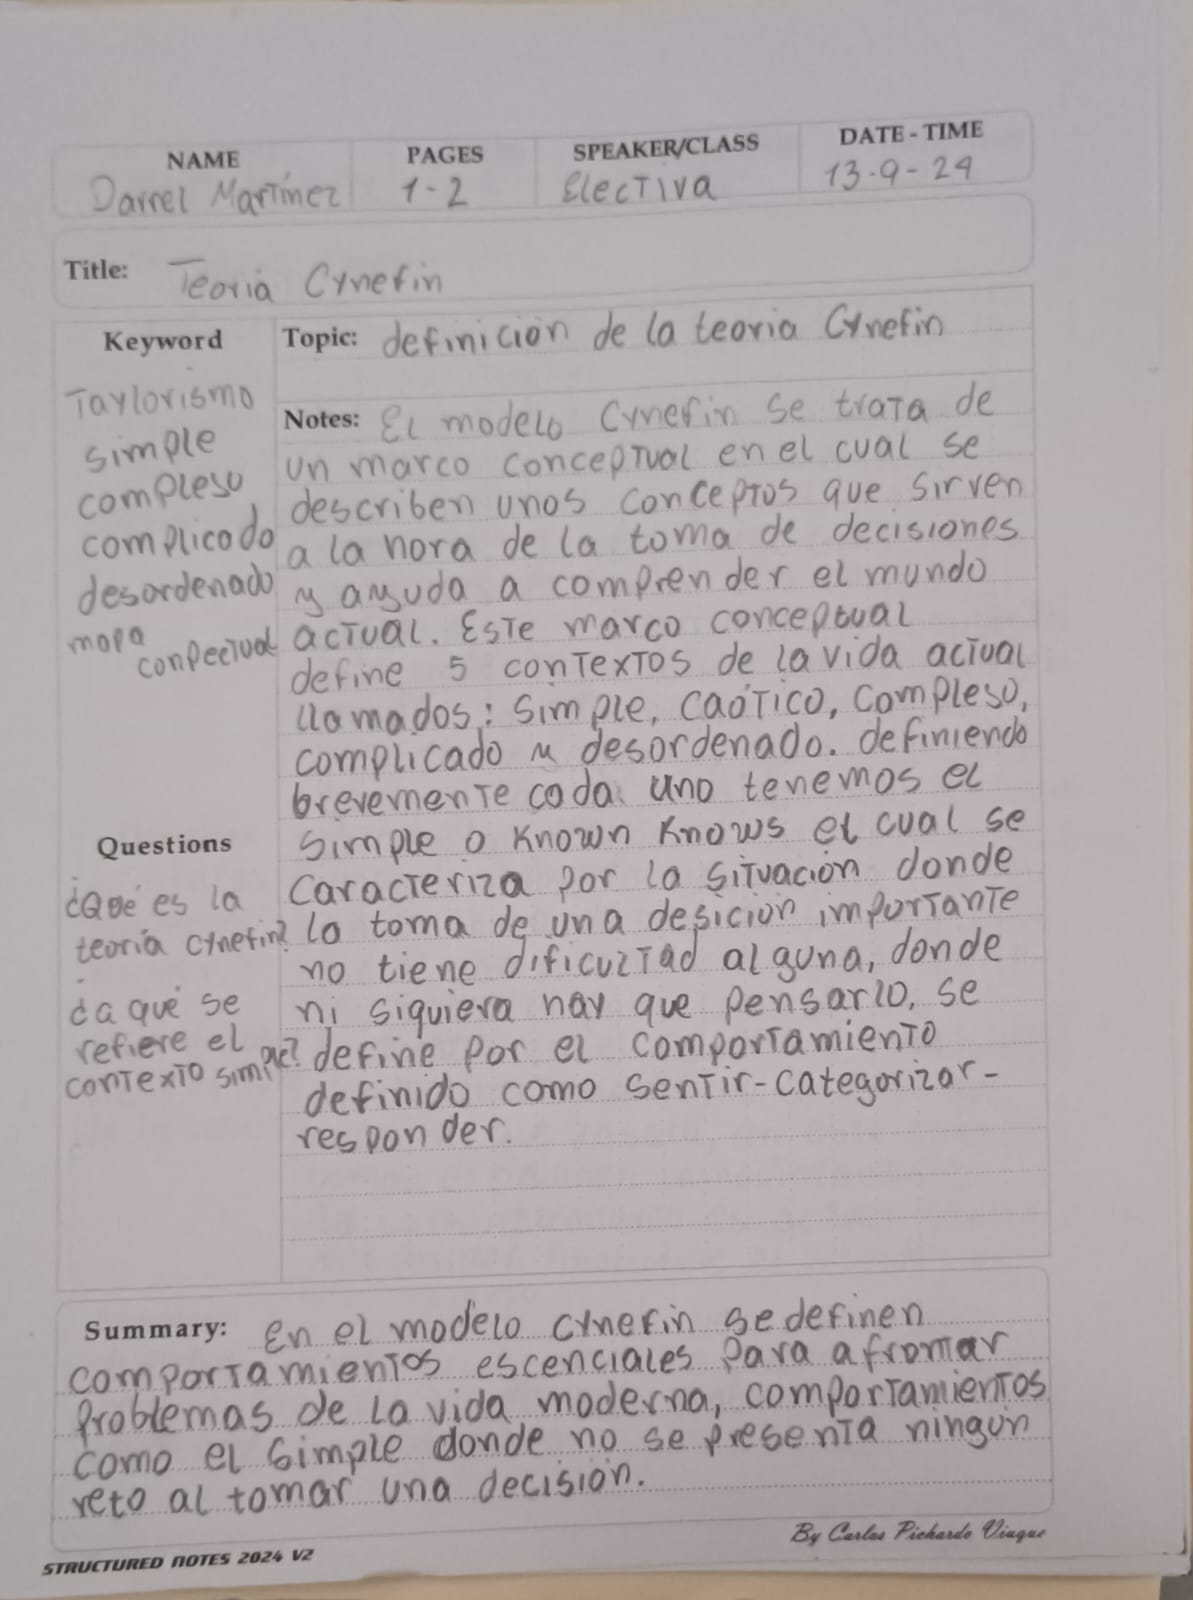 NAME PAGES SPEAKER/CLASS DATE - TIME
Darrel Martínez 1-2 Electiva 13-9-24
Title: Teoria Cynefin
Keyword
Taylorismo
simple
compleso
complicado
desordenado
mapa
conpectual
Questions
¿Qué es la
teoría cynefin?
¿a qué se
refiere el
contexto simple?
Topic: definicion de la teoria Cynefin
Notes: El modelo Cynefin se trata de
un marco conceptual en el cual se
describen unos conceptos que sirven
a la hora de la toma de decisiones
y ayuda a comprender el mundo
actual. Este marco conceptual
define 5 contextos de la vida actual
llamados: Simple, caótico, compleso,
complicado y desordenado. definiendo
brevemente cada uno tenemos el
simple o Known Knows el cual se
caracteriza por la situación donde
la toma de una desicion importante
no tiene dificultad alguna, donde
ni siquiera hay que pensarlo, se
define por el comportamiento
definido como sentir-categorizar-
responder.
Summary: En el modelo cynefin se definen
comportamientos escenciales para afrontar
problemas de la vida moderna, comportamientos
como el simple donde no se presenta ningún
reto al tomar una decisión.
By Carlos Pichardo Viuque
STRUCTURED NOTES 2024 V2